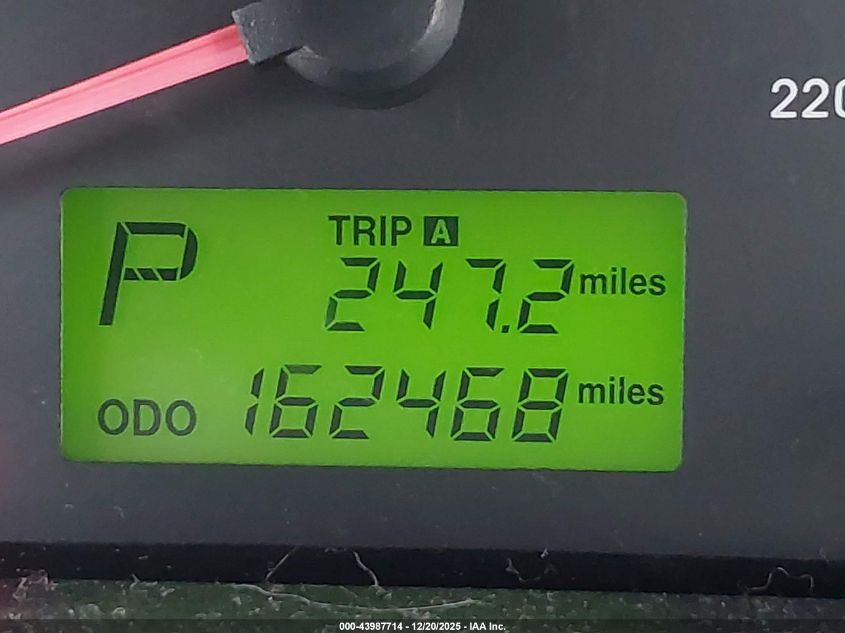 220
P
TRIP A
247.2 miles
ODO 162468 miles
000-43987714 - 12/20/2025 - IAA Inc.